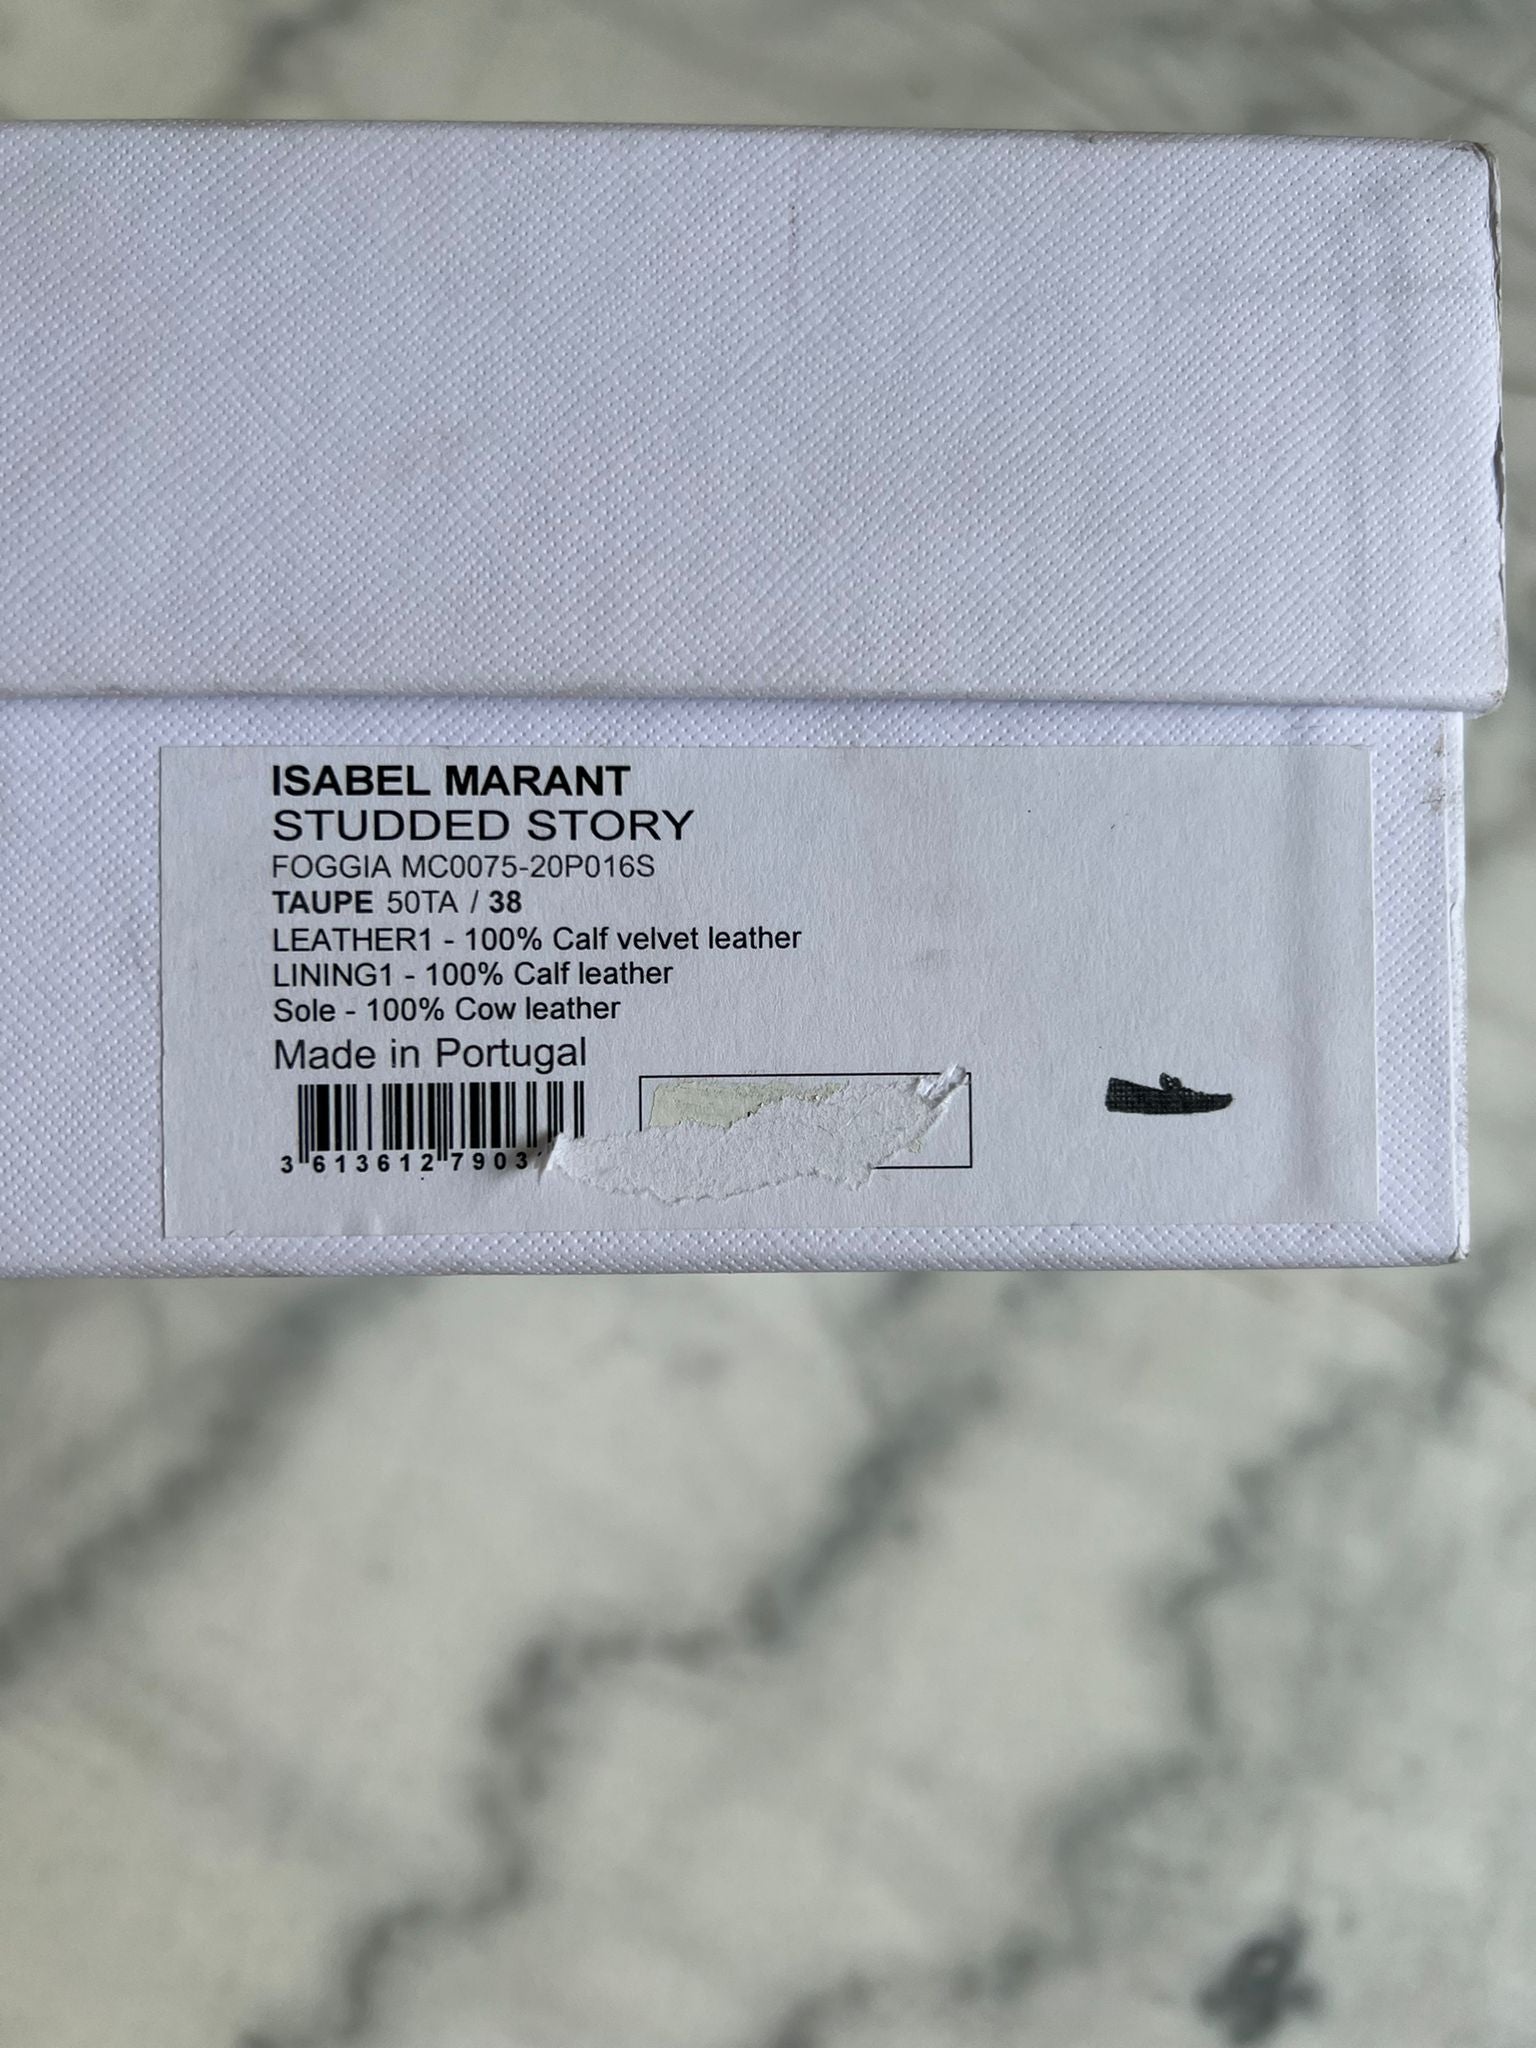 ISABEL MARANT
STUDDED STORY
FOGGIA MC0075-20P016S
TAUPE 50TA / 38
LEATHER1 - 100% Calf velvet leather
LINING1 - 100% Calf leather
Sole - 100% Cow leather
Made in Portugal
3 613612 7903